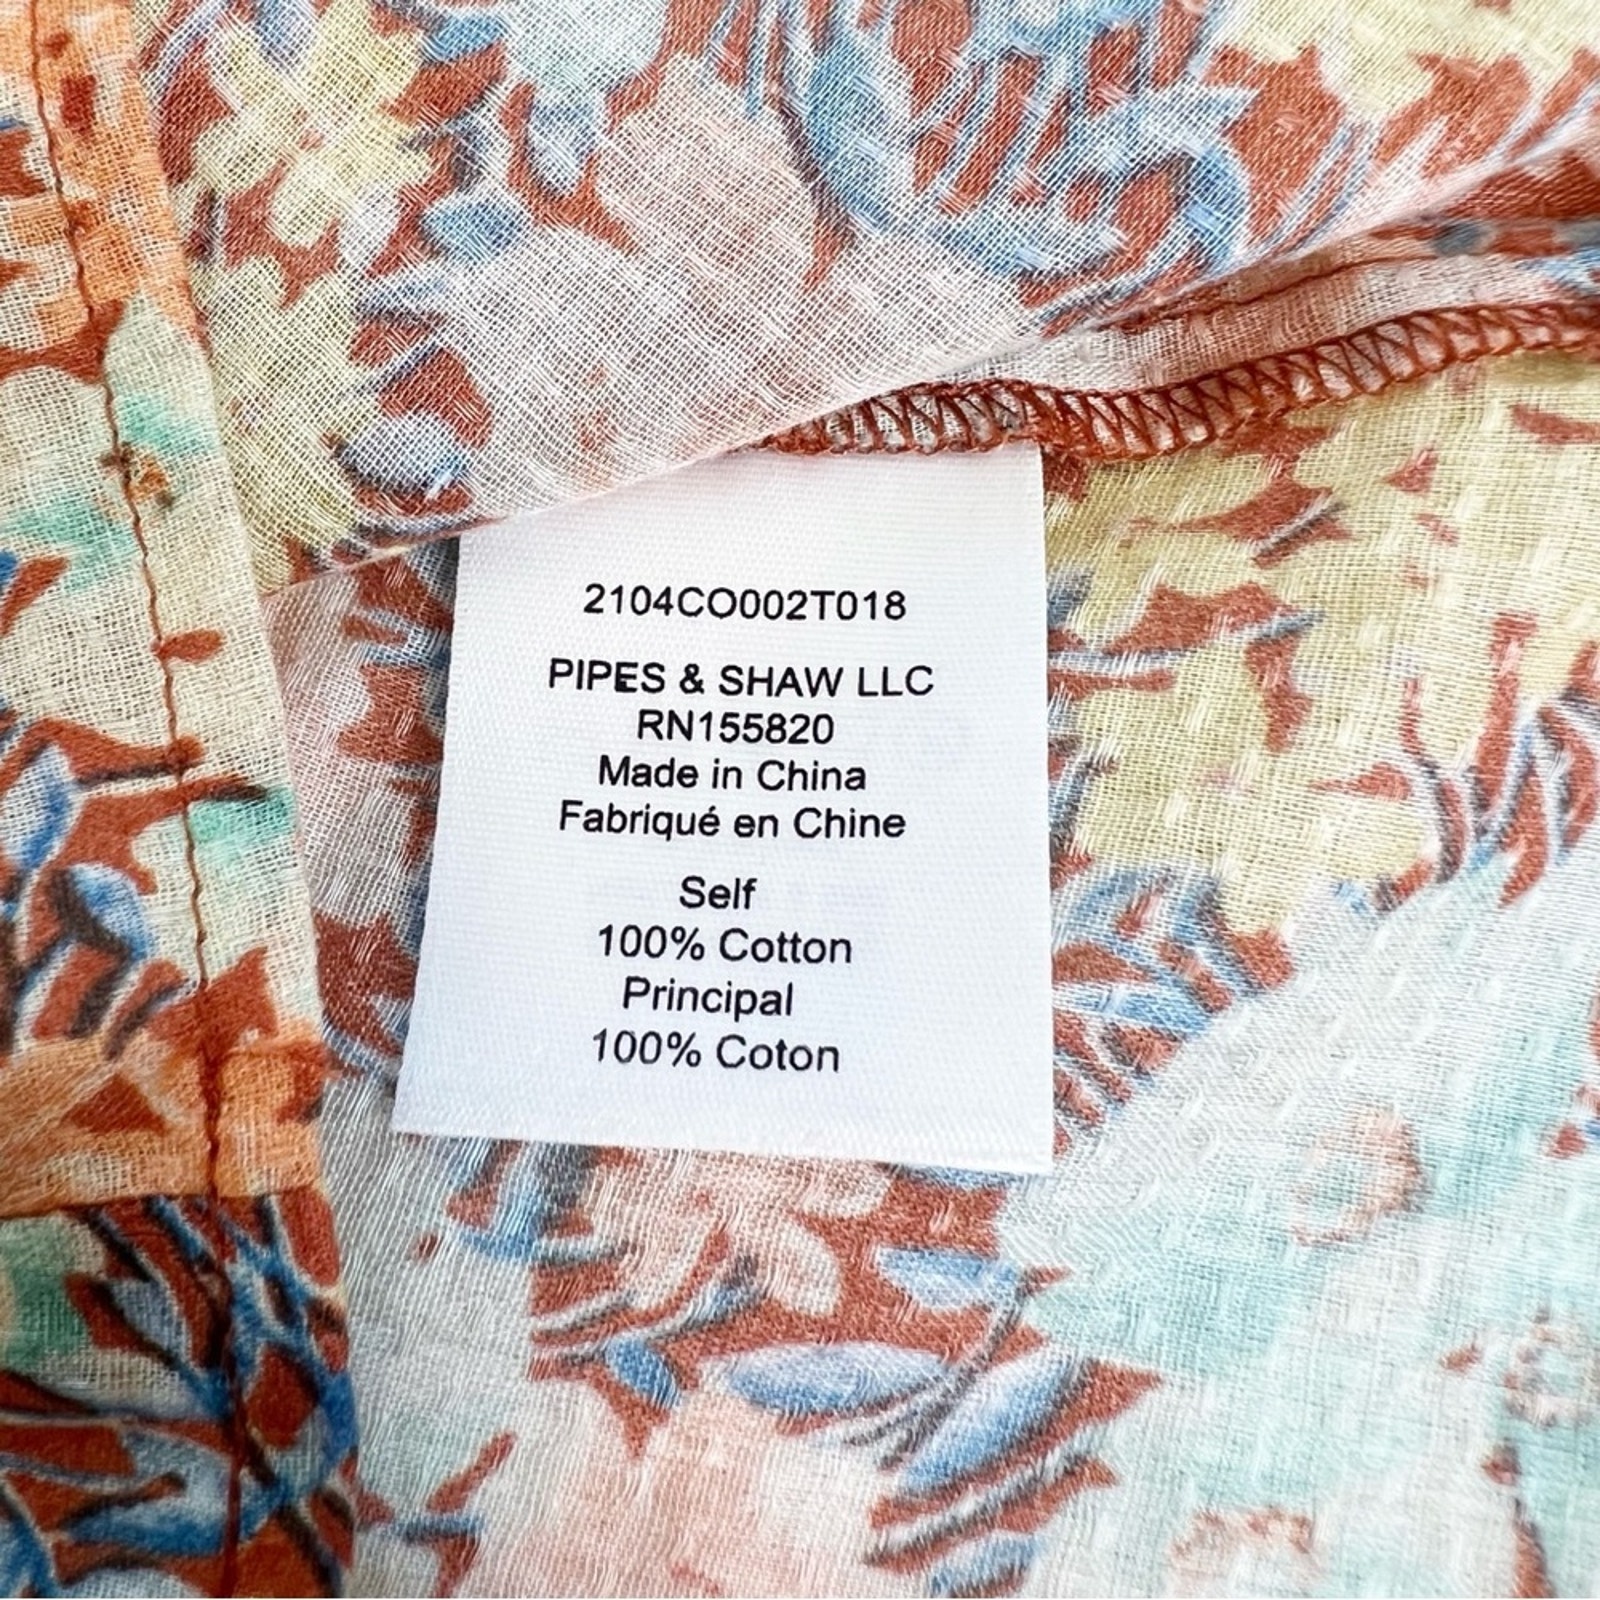 2104CO002T018
PIPES & SHAW LLC
RN155820
Made in China
Fabriqué en Chine
Self
100% Cotton
Principal
100% Coton